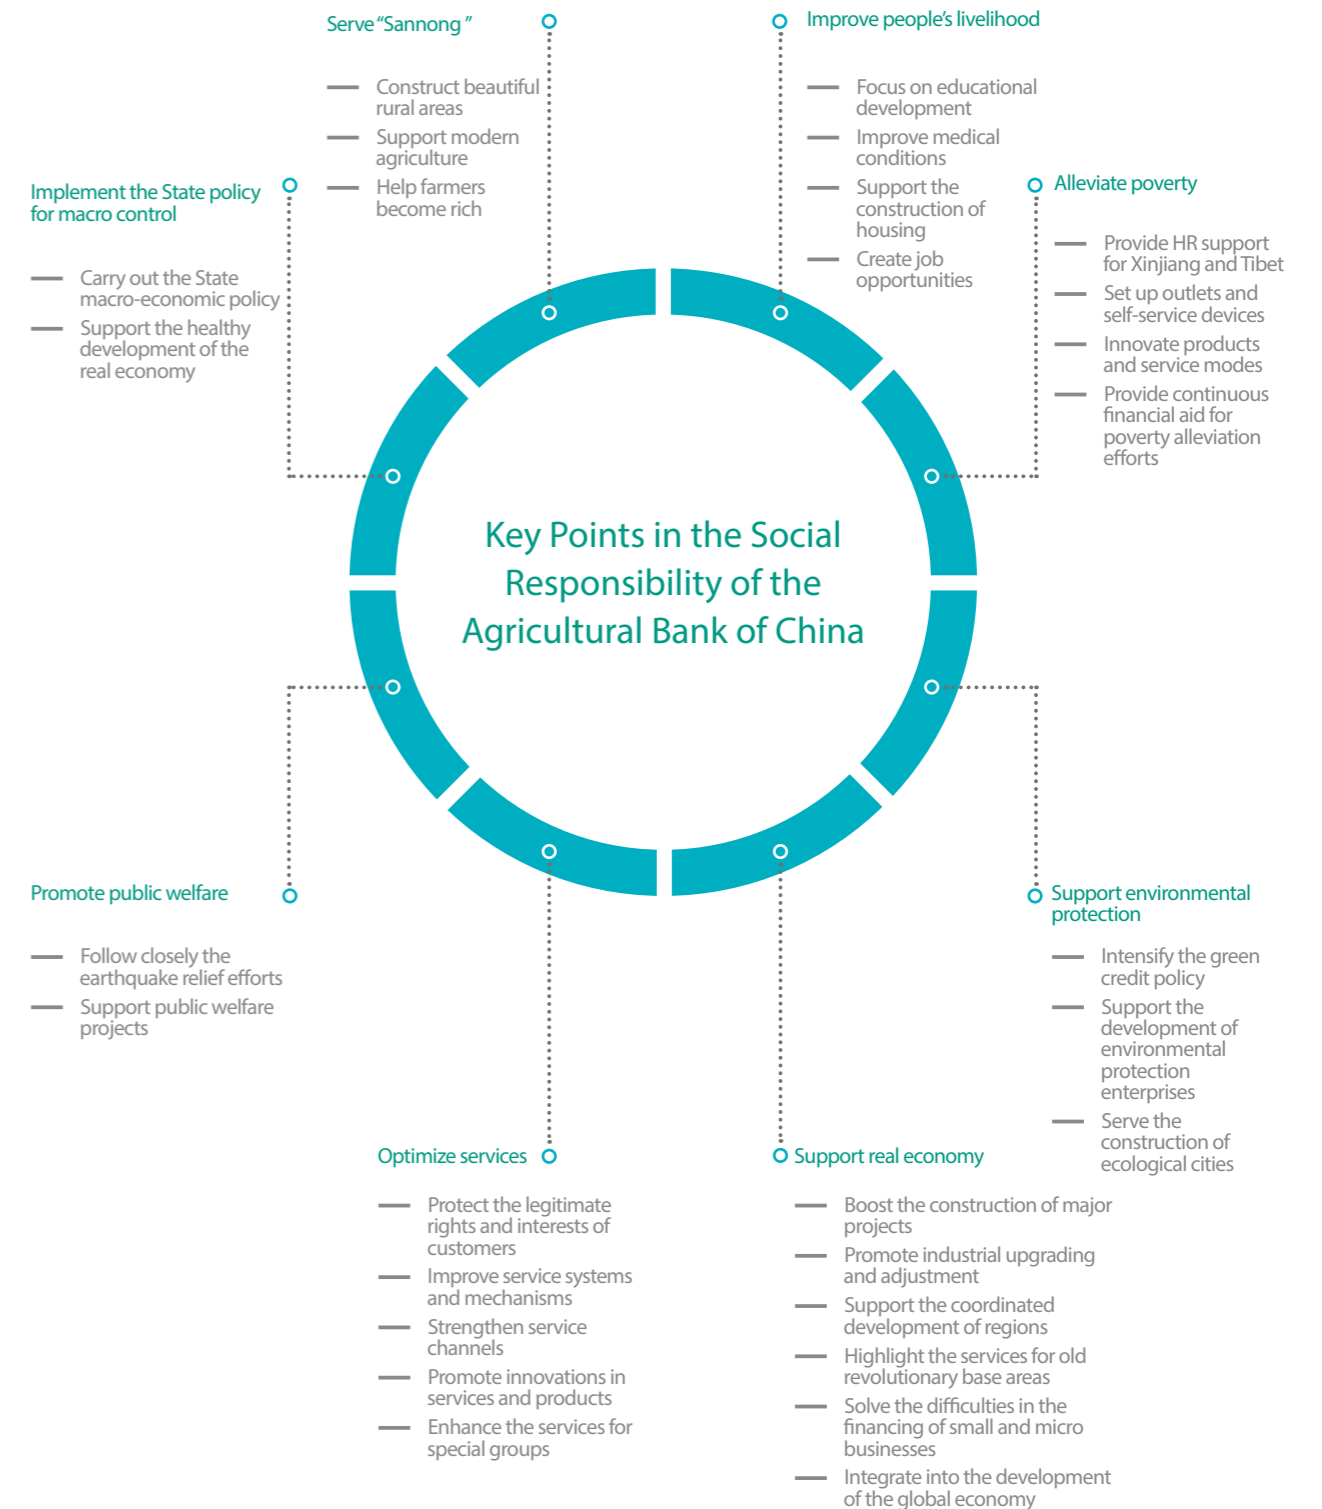 Serve “Sannong ”
Construct beautiful
rural areas
Support modern
agriculture
Help farmers
become rich
Improve people’s livelihood
Focus on educational
development
Improve medical
conditions
Support the
construction of
housing
Create job
opportunities
Implement the State policy
for macro control
Carry out the State
macro-economic policy
Support the healthy
development of the
real economy
Alleviate poverty
Provide HR support
for Xinjiang and Tibet
Set up outlets and
self-service devices
Innovate products
and service modes
Provide continuous
financial aid for
poverty alleviation
efforts
Key Points in the Social
Responsibility of the
Agricultural Bank of China
Promote public welfare
Follow closely the
earthquake relief efforts
Support public welfare
projects
Support environmental
protection
Intensify the green
credit policy
Support the
development of
environmental
protection
enterprises
Serve the
construction of
ecological cities
Optimize services
Protect the legitimate
rights and interests of
customers
Improve service systems
and mechanisms
Strengthen service
channels
Promote innovations in
services and products
Enhance the services for
special groups
Support real economy
Boost the construction of major
projects
Promote industrial upgrading
and adjustment
Support the coordinated
development of regions
Highlight the services for old
revolutionary base areas
Solve the difficulties in the
financing of small and micro
businesses
Integrate into the development
of the global economy